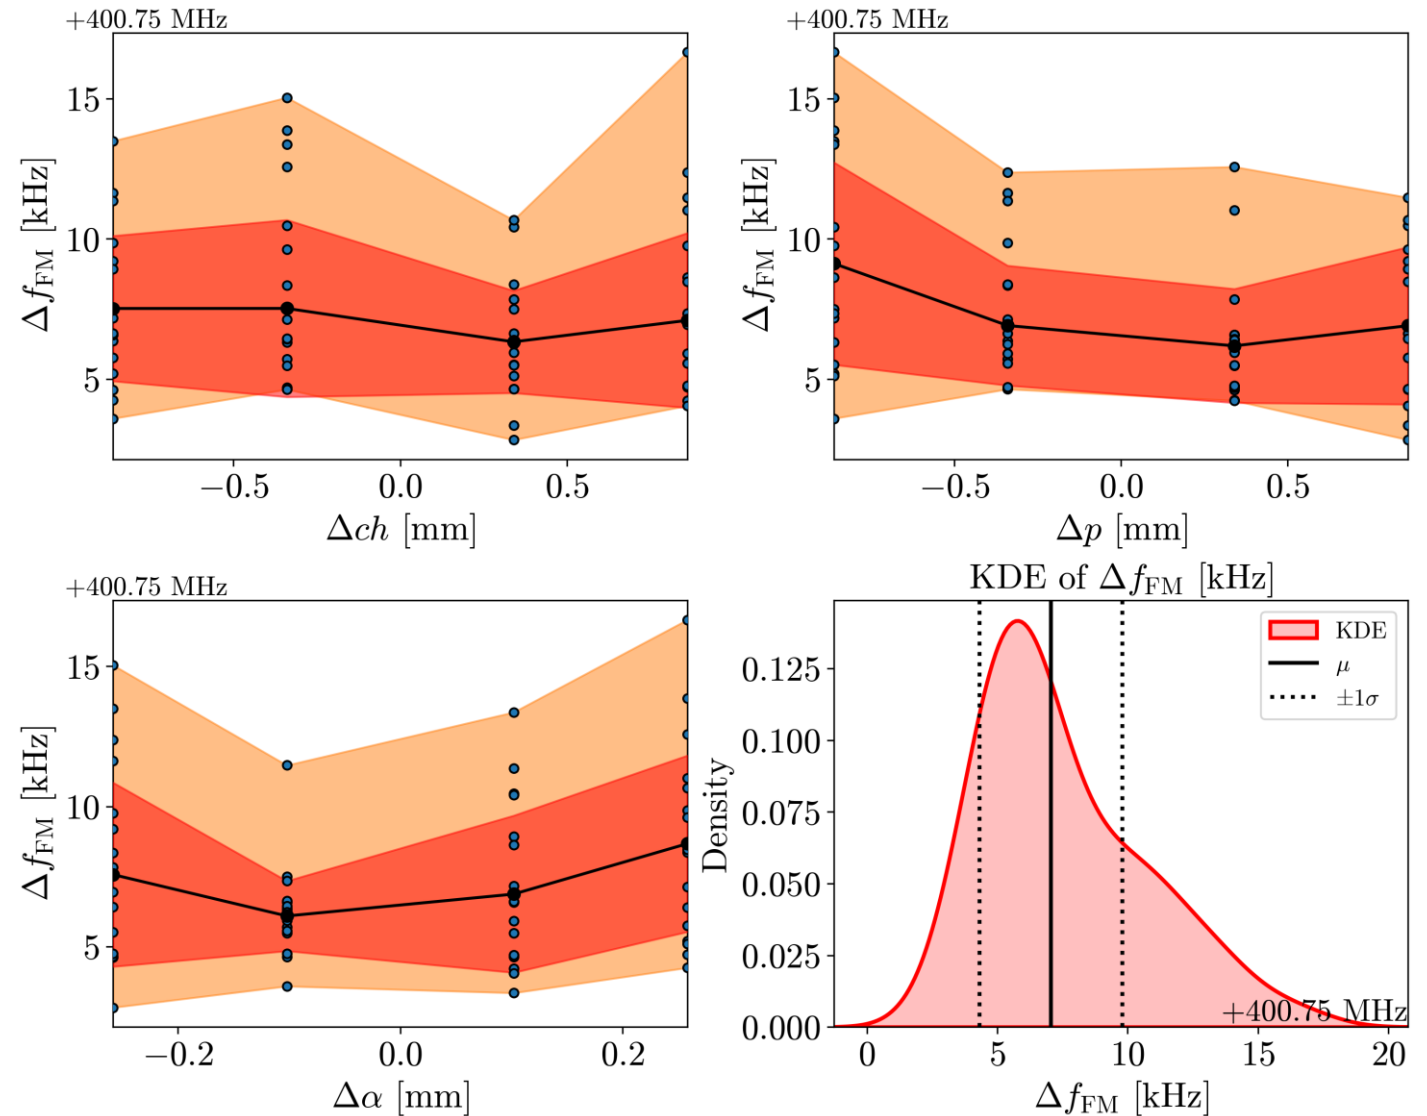 +400.75 MHz
Δf_FM [kHz]
15
10
5
−0.5 0.0 0.5
Δch [mm]
+400.75 MHz
Δf_FM [kHz]
15
10
5
−0.5 0.0 0.5
Δp [mm]
+400.75 MHz
Δf_FM [kHz]
15
10
5
−0.2 0.0 0.2
Δα [mm]
KDE of Δf_FM [kHz]
KDE
μ
±1σ
Density
0.125
0.100
0.075
0.050
0.025
0.000
+400.75 MHz
0 5 10 15 20
Δf_FM [kHz]